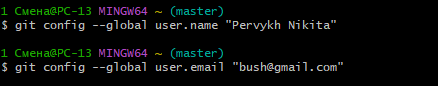 1 Смена@PC-13 MINGW64 ~ (master)
$ git config --global user.name "Pervykh Nikita"
1 Смена@PC-13 MINGW64 ~ (master)
$ git config --global user.email "bush@gmail.com"